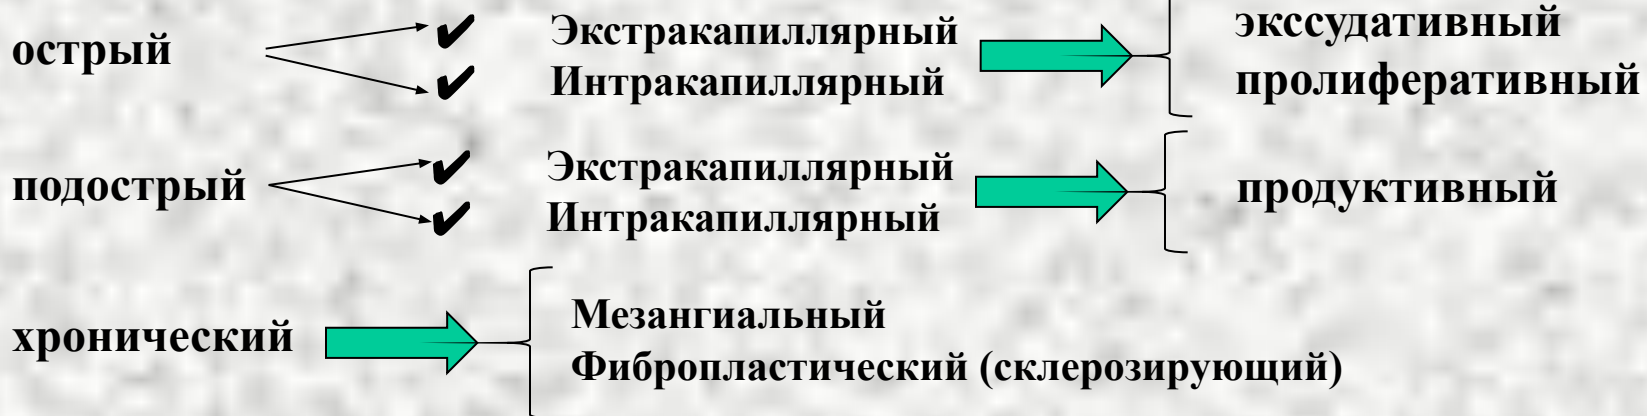 острый
✔ Экстракапиллярный
✔ Интракапиллярный
экссудативный
пролиферативный
подострый
✔ Экстракапиллярный
✔ Интракапиллярный
продуктивный
хронический
Мезангиальный
Фибропластический (склерозирующий)